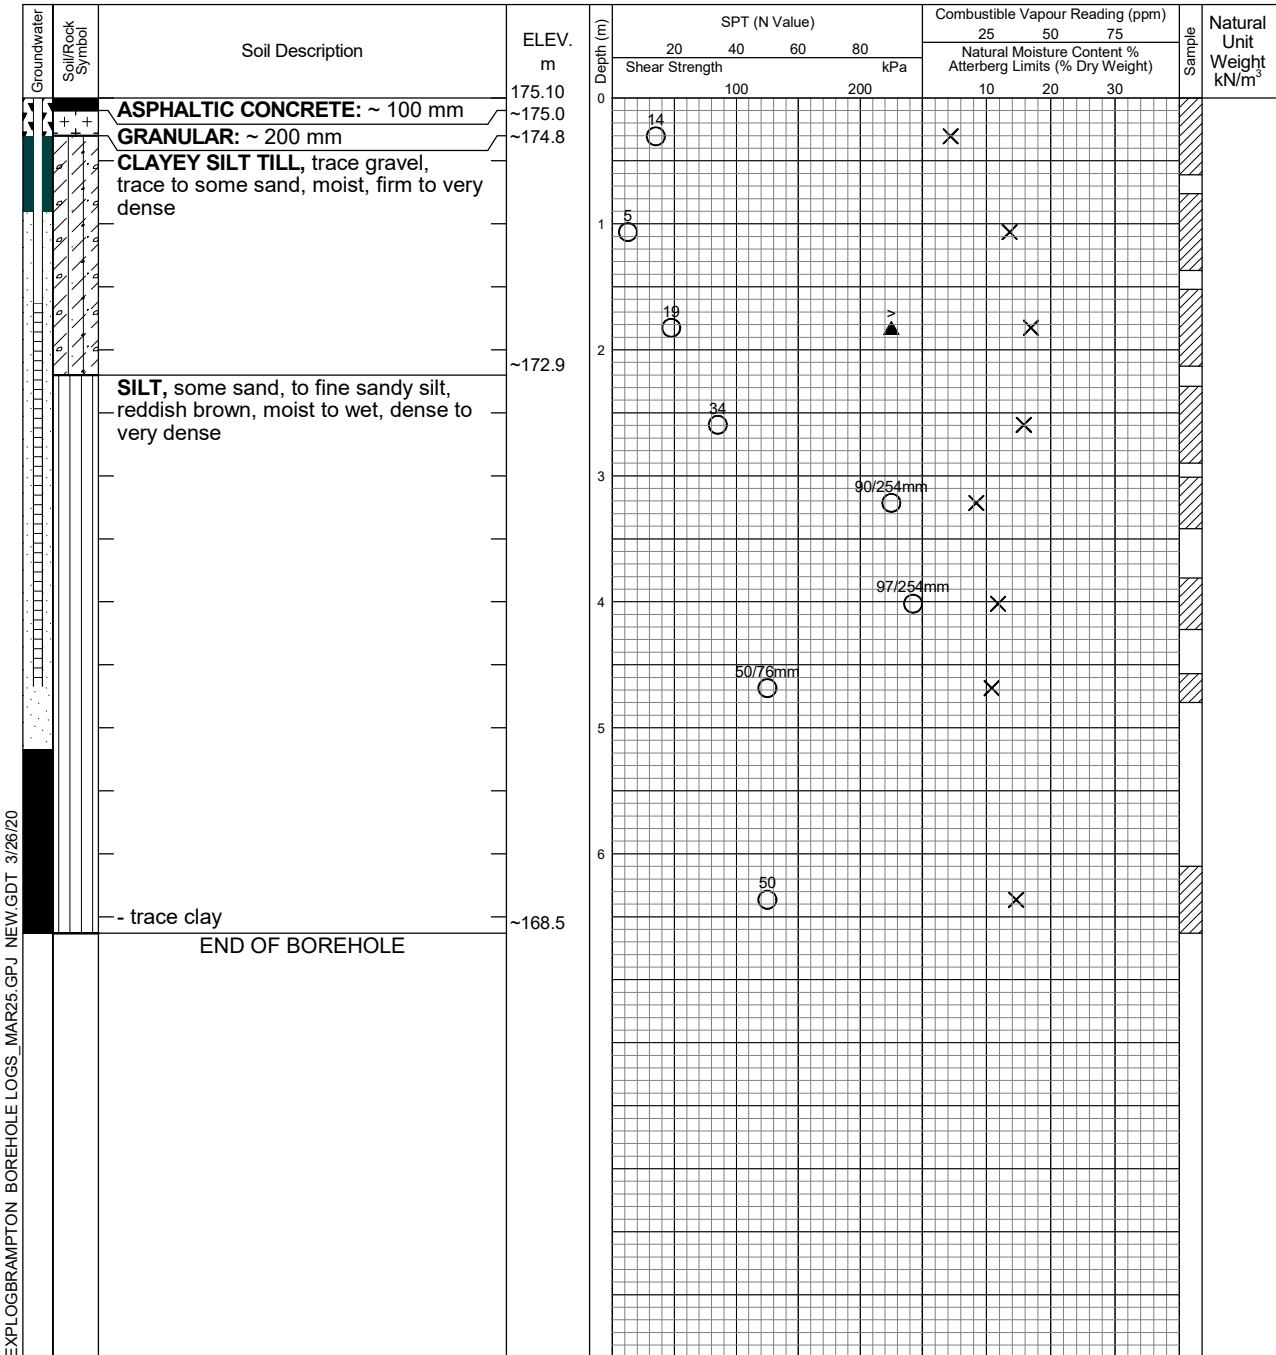 Groundwater
Soil/Rock
Symbol
Soil Description
ELEV.
m
Depth (m)
SPT (N Value)
20 40 60 80
Shear Strength kPa
100 200
Combustible Vapour Reading (ppm)
25 50 75
Natural Moisture Content %
Atterberg Limits (% Dry Weight)
10 20 30
Sample
Natural
Unit
Weight
kN/m³
175.10
0
ASPHALTIC CONCRETE: ~ 100 mm
~175.0
GRANULAR: ~ 200 mm
~174.8
14
CLAYEY SILT TILL, trace gravel,
trace to some sand, moist, firm to very
dense
1
5
19
>
2
~172.9
SILT, some sand, to fine sandy silt,
reddish brown, moist to wet, dense to
very dense
34
3
90/254mm
97/254mm
4
50/76mm
5
6
50
- trace clay
~168.5
END OF BOREHOLE
EXPLOGBRAMPTON BOREHOLE LOGS_MAR25.GPJ NEW.GDT 3/26/20